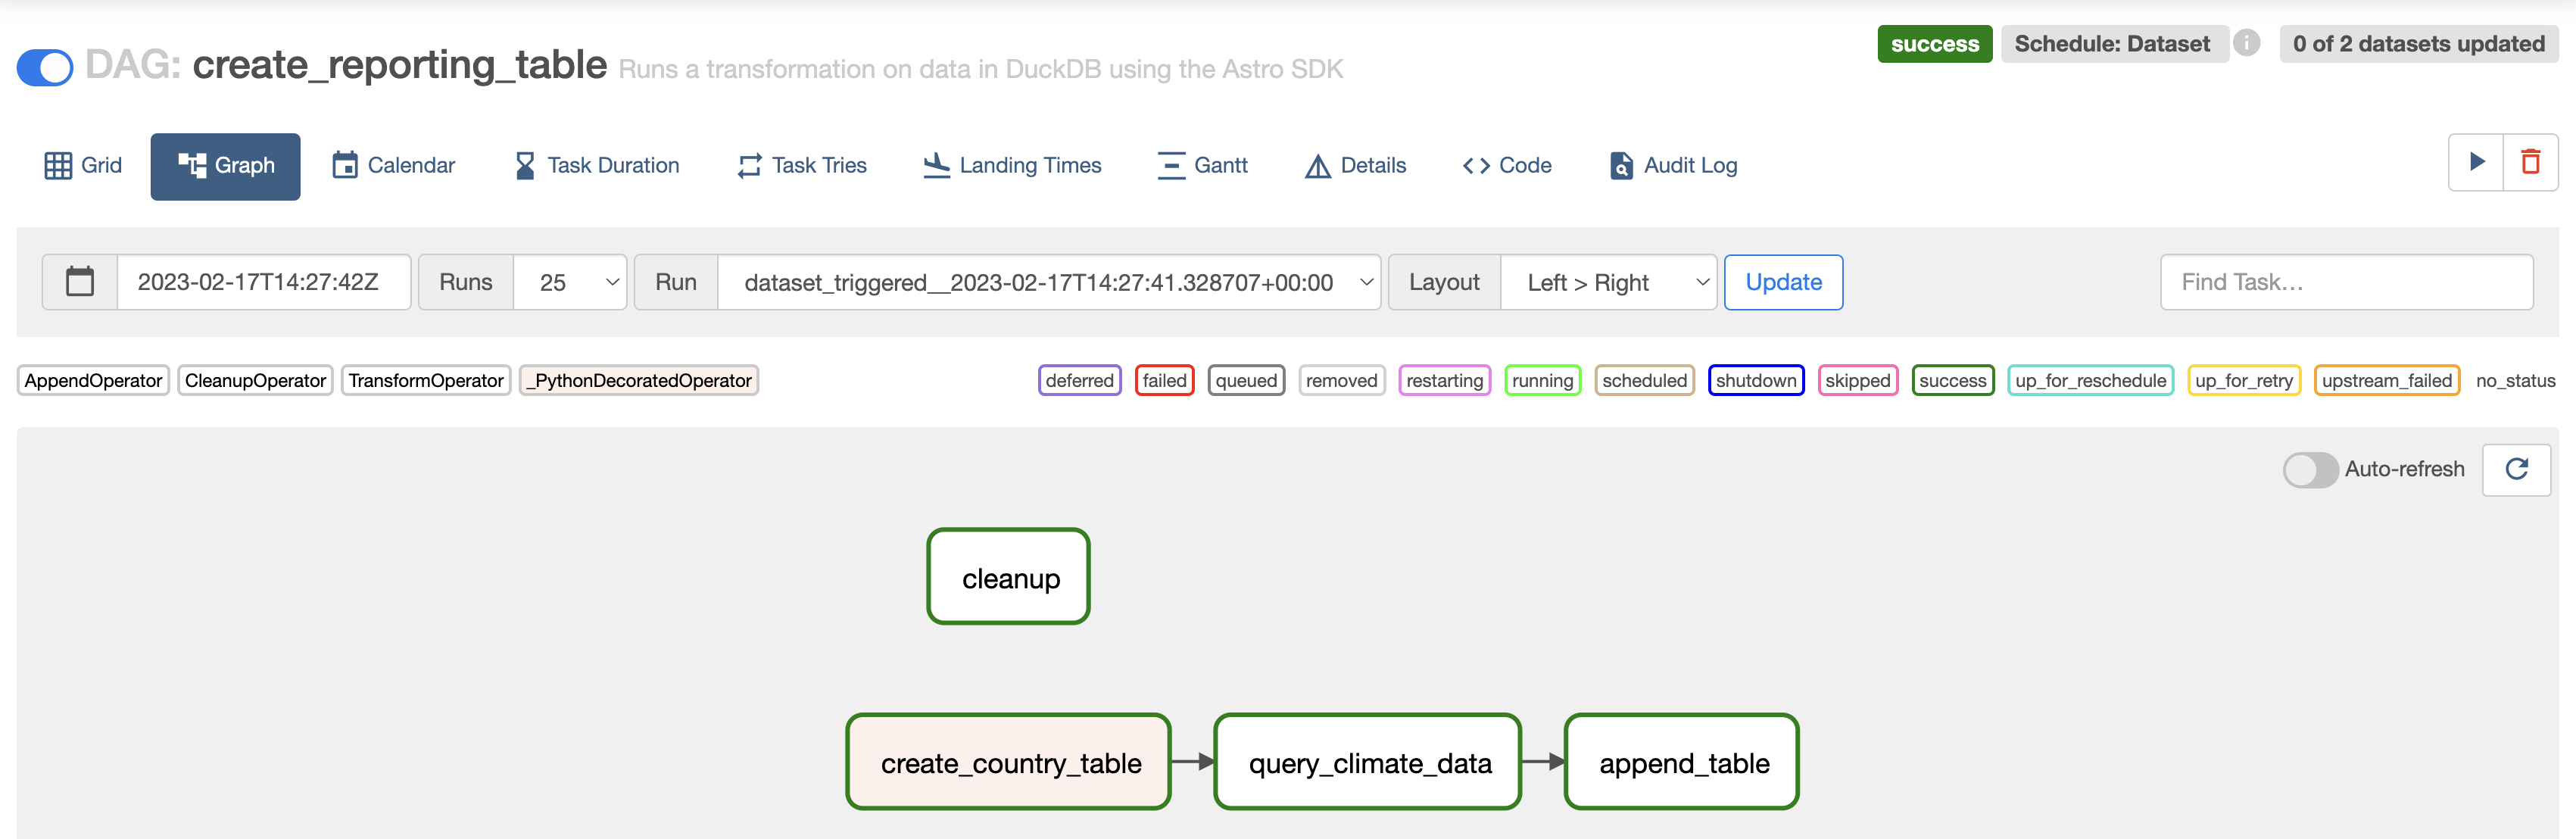 success Schedule: Dataset i 0 of 2 datasets updated
DAG: create_reporting_table Runs a transformation on data in DuckDB using the Astro SDK
Grid Graph Calendar Task Duration Task Tries Landing Times Gantt Details <> Code Audit Log
2023-02-17T14:27:42Z Runs 25 Run dataset_triggered__2023-02-17T14:27:41.328707+00:00 Layout Left > Right Update Find Task…
AppendOperator CleanupOperator TransformOperator _PythonDecoratedOperator deferred failed queued removed restarting running scheduled shutdown skipped success up_for_reschedule up_for_retry upstream_failed no_status
Auto-refresh
cleanup
create_country_table query_climate_data append_table